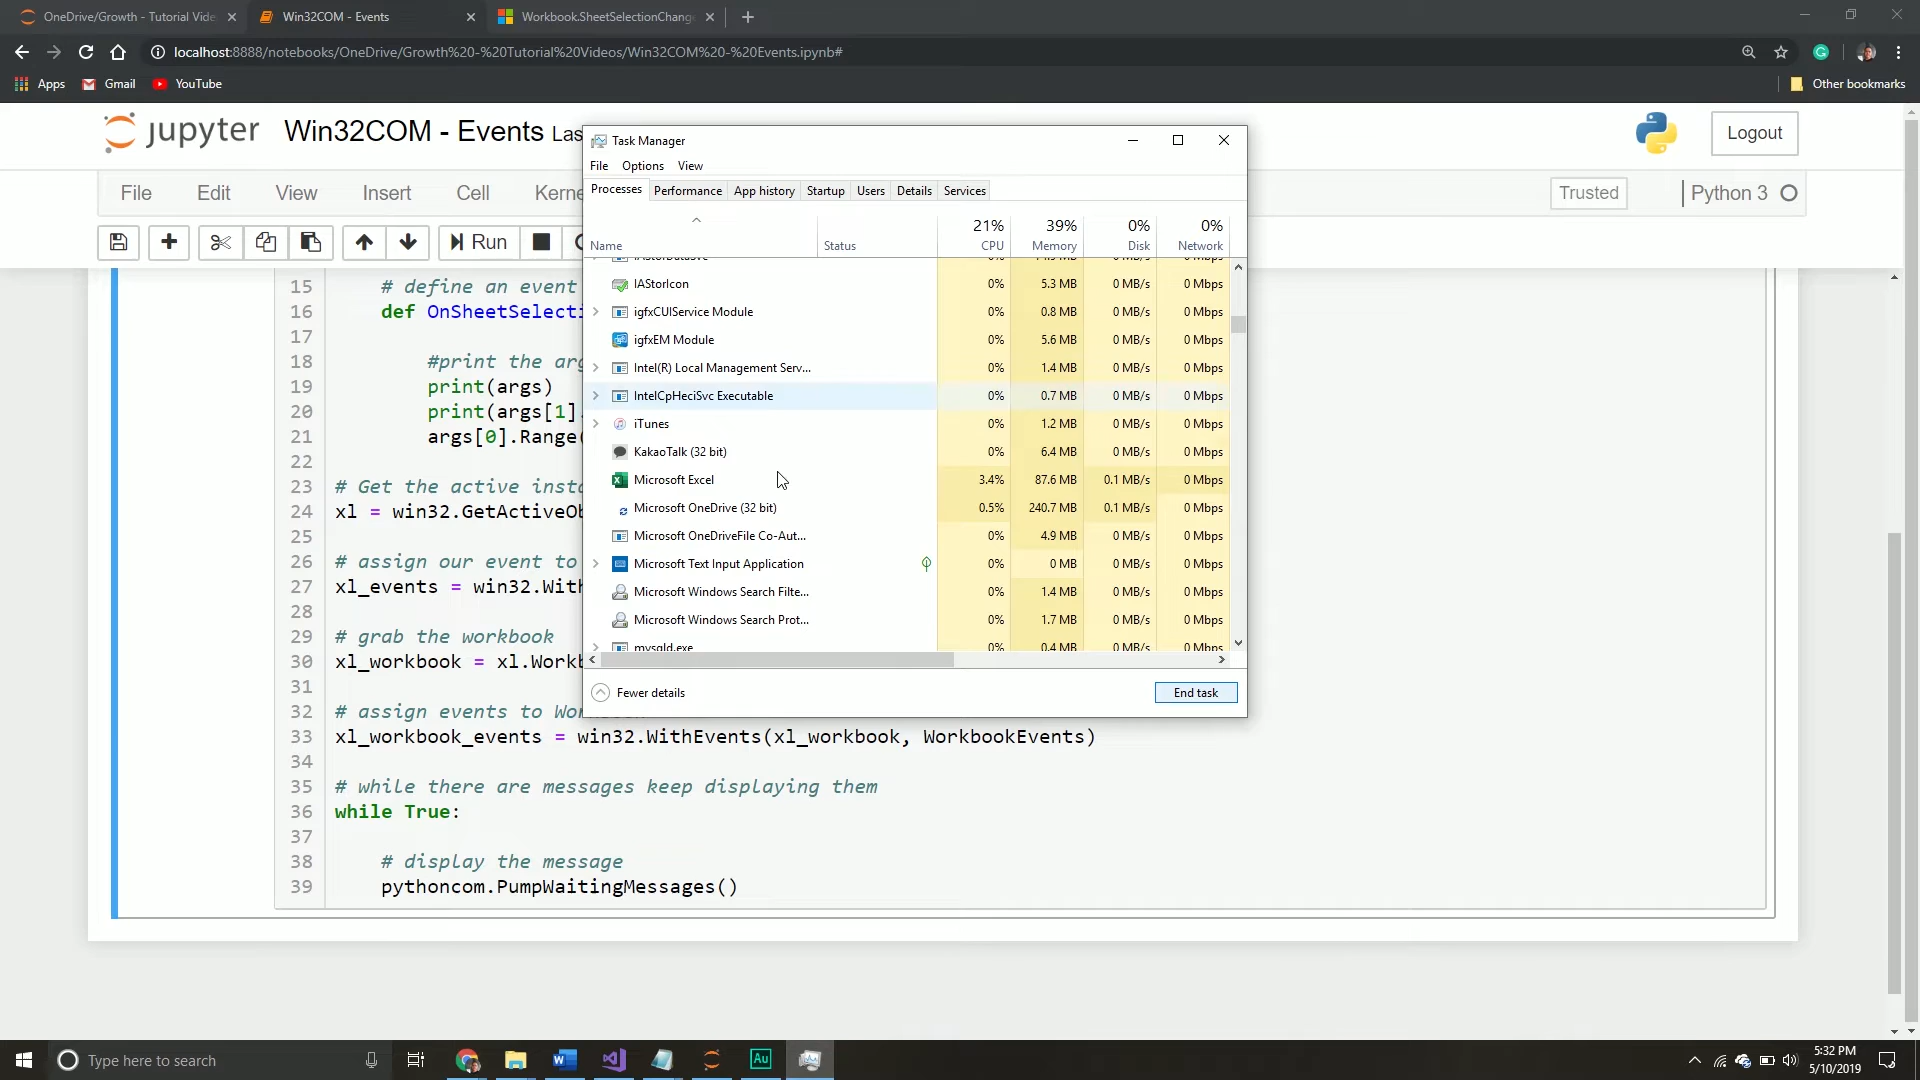 OneDrive/Growth - Tutorial Vide
Win32COM - Events
Workbook.SheetSelectionChang
localhost:8888/notebooks/OneDrive/Growth%20-%20Tutorial%20Videos/Win32COM%20-%20Events.ipynb#
Apps
Gmail
YouTube
Other bookmarks
jupyter
Win32COM - Events Las
Logout
File
Edit
View
Insert
Cell
Kerne
Trusted
Python 3
Run
15 # define an event
16 def OnSheetSelecti
17
18 #print the arg
19 print(args)
20 print(args[1]
21 args[0].Range(
22
23 # Get the active insta
24 xl = win32.GetActiveOb
25
26 # assign our event to
27 xl_events = win32.With
28
29 # grab the workbook
30 xl_workbook = xl.Workb
31
32 # assign events to Wor
33 xl_workbook_events = win32.WithEvents(xl_workbook, WorkbookEvents)
34
35 # while there are messages keep displaying them
36 while True:
37
38 # display the message
39 pythoncom.PumpWaitingMessages()
Task Manager
File Options View
Processes Performance App history Startup Users Details Services
21% 39% 0% 0%
Name Status CPU Memory Disk Network
IAStorIcon 0% 5.3 MB 0 MB/s 0 Mbps
igfxCUIService Module 0% 0.8 MB 0 MB/s 0 Mbps
igfxEM Module 0% 5.6 MB 0 MB/s 0 Mbps
Intel(R) Local Management Serv... 0% 1.4 MB 0 MB/s 0 Mbps
IntelCpHeciSvc Executable 0% 0.7 MB 0 MB/s 0 Mbps
iTunes 0% 1.2 MB 0 MB/s 0 Mbps
KakaoTalk (32 bit) 0% 6.4 MB 0 MB/s 0 Mbps
Microsoft Excel 3.4% 87.6 MB 0.1 MB/s 0 Mbps
Microsoft OneDrive (32 bit) 0.5% 240.7 MB 0.1 MB/s 0 Mbps
Microsoft OneDriveFile Co-Aut... 0% 4.9 MB 0 MB/s 0 Mbps
Microsoft Text Input Application 0% 0 MB 0 MB/s 0 Mbps
Microsoft Windows Search Filte... 0% 1.4 MB 0 MB/s 0 Mbps
Microsoft Windows Search Prot... 0% 1.7 MB 0 MB/s 0 Mbps
mysqld.exe 0% 0.4 MB 0 MB/s 0 Mbps
Fewer details
End task
Type here to search
Au
5:32 PM
5/10/2019